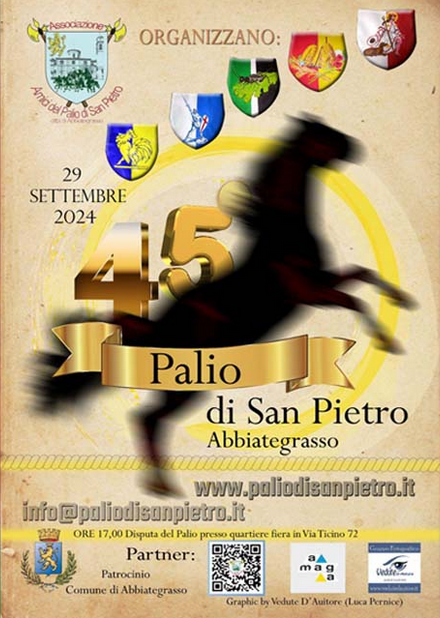 Associazione
Amici del Palio di San Pietro
ORGANIZZANO:
29
SETTEMBRE
2024
45°
Palio
di San Pietro
Abbiategrasso
www.paliodisanpietro.it
info@paliodisanpietro.it
ORE 17,00 Disputa del Palio presso quartiere fiera in Via Ticino 72
Partner:
Patrocinio
Comune di Abbiategrasso
a m a g a
Vedute
Graphic by Vedute D'Auitore (Luca Pernice)